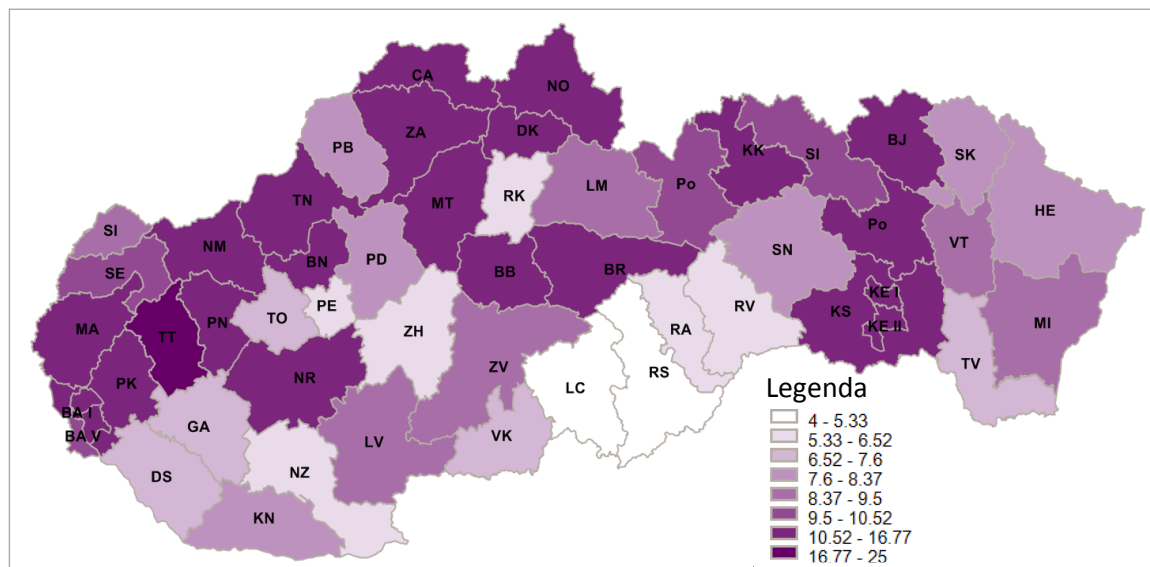 CA
NO
ZA
DK
PB
KK
SI
BJ
SK
RK
LM
Po
TN
MT
HE
SI
NM
Po
VT
SN
BN
PD
BB
BR
SE
KE I
PE
TO
PN
KS
MA
TT
ZH
RA
RV
KE II
MI
ZV
TV
NR
LC
RS
PK
BA I
GA
VK
BA V
LV
DS
NZ
KN
Legenda
4 - 5.33
5.33 - 6.52
6.52 - 7.6
7.6 - 8.37
8.37 - 9.5
9.5 - 10.52
10.52 - 16.77
16.77 - 25